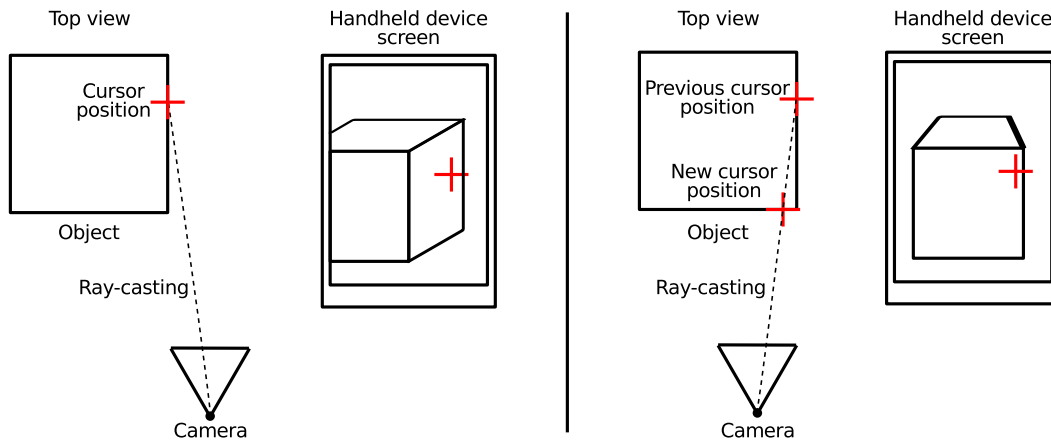 Top view
Handheld device
screen
Cursor
position
Object
Ray-casting
Camera
Top view
Handheld device
screen
Previous cursor
position
New cursor
position
Object
Ray-casting
Camera